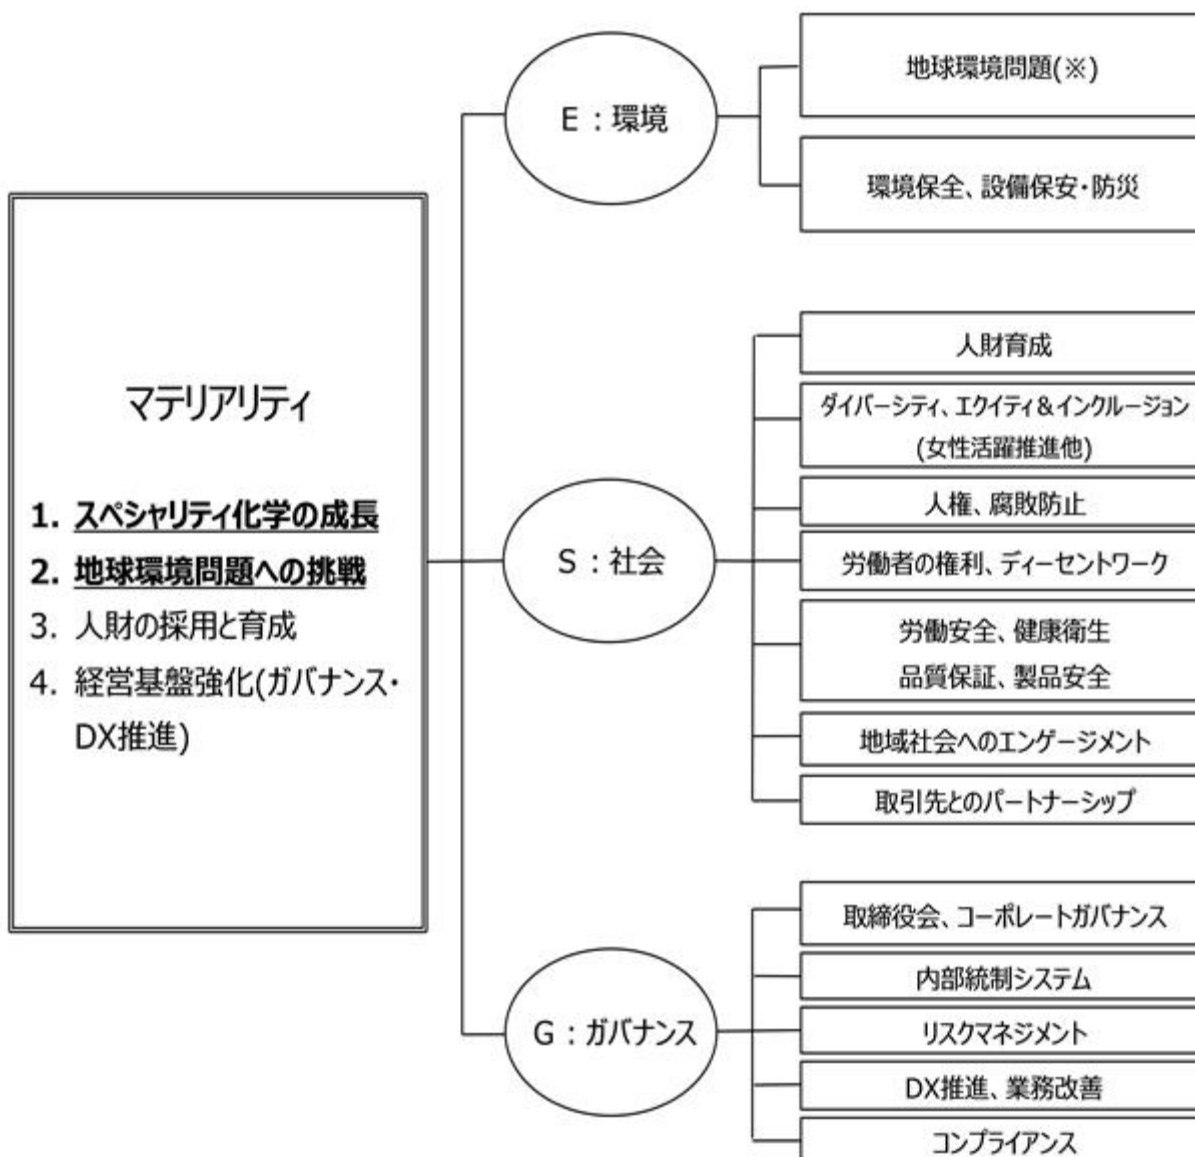 マテリアリティ
1. スペシャリティ化学の成長
2. 地球環境問題への挑戦
3. 人財の採用と育成
4. 経営基盤強化(ガバナンス・
DX推進)
E：環境
地球環境問題(※)
環境保全、設備保安・防災
S：社会
人財育成
ダイバーシティ、エクイティ＆インクルージョン
(女性活躍推進他)
人権、腐敗防止
労働者の権利、ディーセントワーク
労働安全、健康衛生
品質保証、製品安全
地域社会へのエンゲージメント
取引先とのパートナーシップ
G：ガバナンス
取締役会、コーポレートガバナンス
内部統制システム
リスクマネジメント
DX推進、業務改善
コンプライアンス